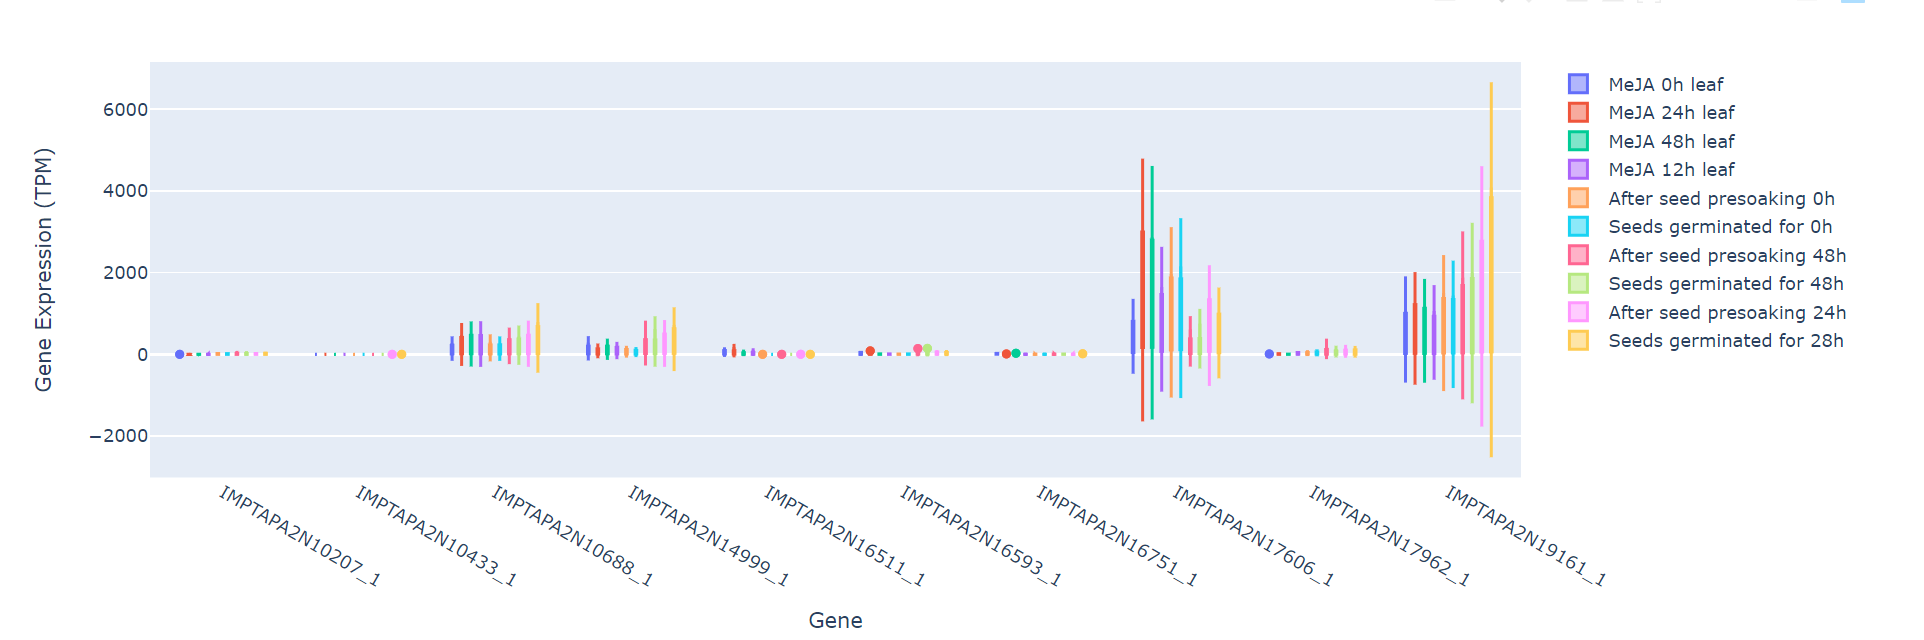 6000
4000
2000
0
−2000
Gene Expression (TPM)
IMPTAPA2N10207_1
IMPTAPA2N10433_1
IMPTAPA2N10688_1
IMPTAPA2N14999_1
IMPTAPA2N16511_1
IMPTAPA2N16593_1
IMPTAPA2N16751_1
IMPTAPA2N17606_1
IMPTAPA2N17962_1
IMPTAPA2N19161_1
Gene
MeJA 0h leaf
MeJA 24h leaf
MeJA 48h leaf
MeJA 12h leaf
After seed presoaking 0h
Seeds germinated for 0h
After seed presoaking 48h
Seeds germinated for 48h
After seed presoaking 24h
Seeds germinated for 28h